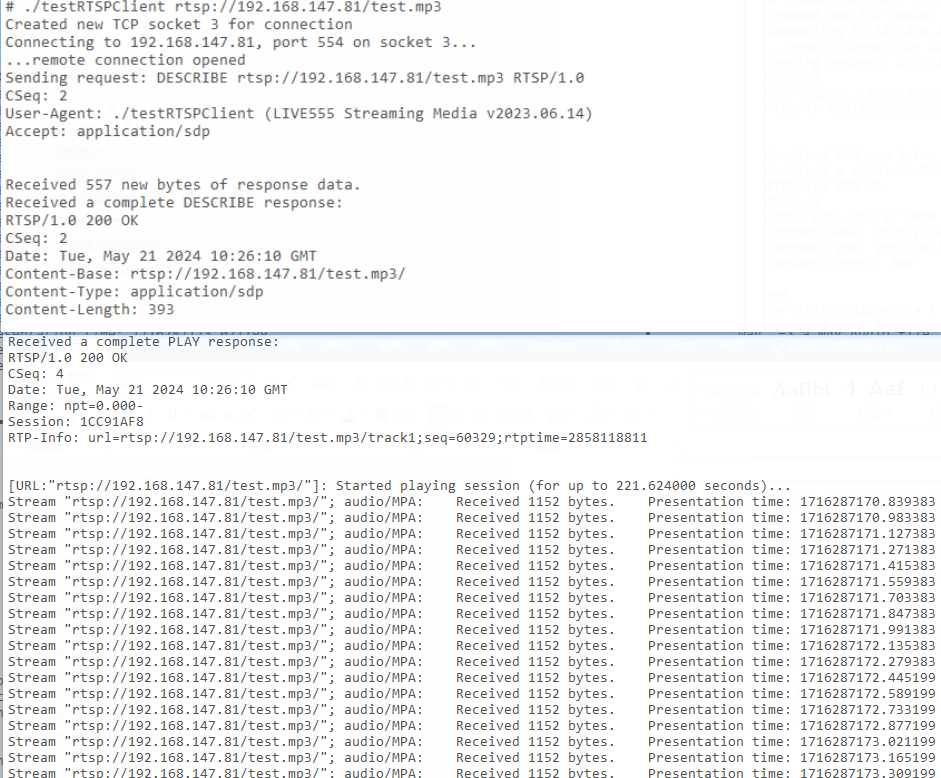 # ./testRTSPClient rtsp://192.168.147.81/test.mp3
Created new TCP socket 3 for connection
Connecting to 192.168.147.81, port 554 on socket 3...
...remote connection opened
Sending request: DESCRIBE rtsp://192.168.147.81/test.mp3 RTSP/1.0
CSeq: 2
User-Agent: ./testRTSPClient (LIVE555 Streaming Media v2023.06.14)
Accept: application/sdp
Received 557 new bytes of response data.
Received a complete DESCRIBE response:
RTSP/1.0 200 OK
CSeq: 2
Date: Tue, May 21 2024 10:26:10 GMT
Content-Base: rtsp://192.168.147.81/test.mp3/
Content-Type: application/sdp
Content-Length: 393
Received a complete PLAY response:
RTSP/1.0 200 OK
CSeq: 4
Date: Tue, May 21 2024 10:26:10 GMT
Range: npt=0.000-
Session: 1CC91AF8
RTP-Info: url=rtsp://192.168.147.81/test.mp3/track1;seq=60329;rtptime=2858118811
[URL:"rtsp://192.168.147.81/test.mp3/"]: Started playing session (for up to 221.624000 seconds)...
Stream "rtsp://192.168.147.81/test.mp3/"; audio/MPA:    Received 1152 bytes.    Presentation time: 1716287170.839383
Stream "rtsp://192.168.147.81/test.mp3/"; audio/MPA:    Received 1152 bytes.    Presentation time: 1716287170.983383
Stream "rtsp://192.168.147.81/test.mp3/"; audio/MPA:    Received 1152 bytes.    Presentation time: 1716287171.127383
Stream "rtsp://192.168.147.81/test.mp3/"; audio/MPA:    Received 1152 bytes.    Presentation time: 1716287171.271383
Stream "rtsp://192.168.147.81/test.mp3/"; audio/MPA:    Received 1152 bytes.    Presentation time: 1716287171.415383
Stream "rtsp://192.168.147.81/test.mp3/"; audio/MPA:    Received 1152 bytes.    Presentation time: 1716287171.559383
Stream "rtsp://192.168.147.81/test.mp3/"; audio/MPA:    Received 1152 bytes.    Presentation time: 1716287171.703383
Stream "rtsp://192.168.147.81/test.mp3/"; audio/MPA:    Received 1152 bytes.    Presentation time: 1716287171.847383
Stream "rtsp://192.168.147.81/test.mp3/"; audio/MPA:    Received 1152 bytes.    Presentation time: 1716287171.991383
Stream "rtsp://192.168.147.81/test.mp3/"; audio/MPA:    Received 1152 bytes.    Presentation time: 1716287172.135383
Stream "rtsp://192.168.147.81/test.mp3/"; audio/MPA:    Received 1152 bytes.    Presentation time: 1716287172.279383
Stream "rtsp://192.168.147.81/test.mp3/"; audio/MPA:    Received 1152 bytes.    Presentation time: 1716287172.445199
Stream "rtsp://192.168.147.81/test.mp3/"; audio/MPA:    Received 1152 bytes.    Presentation time: 1716287172.589199
Stream "rtsp://192.168.147.81/test.mp3/"; audio/MPA:    Received 1152 bytes.    Presentation time: 1716287172.733199
Stream "rtsp://192.168.147.81/test.mp3/"; audio/MPA:    Received 1152 bytes.    Presentation time: 1716287172.877199
Stream "rtsp://192.168.147.81/test.mp3/"; audio/MPA:    Received 1152 bytes.    Presentation time: 1716287173.021199
Stream "rtsp://192.168.147.81/test.mp3/"; audio/MPA:    Received 1152 bytes.    Presentation time: 1716287173.165199
Stream "rtsp://192.168.147.81/test.mp3/"; audio/MPA:    Received 1152 bytes.    Presentation time: 1716287173.309199